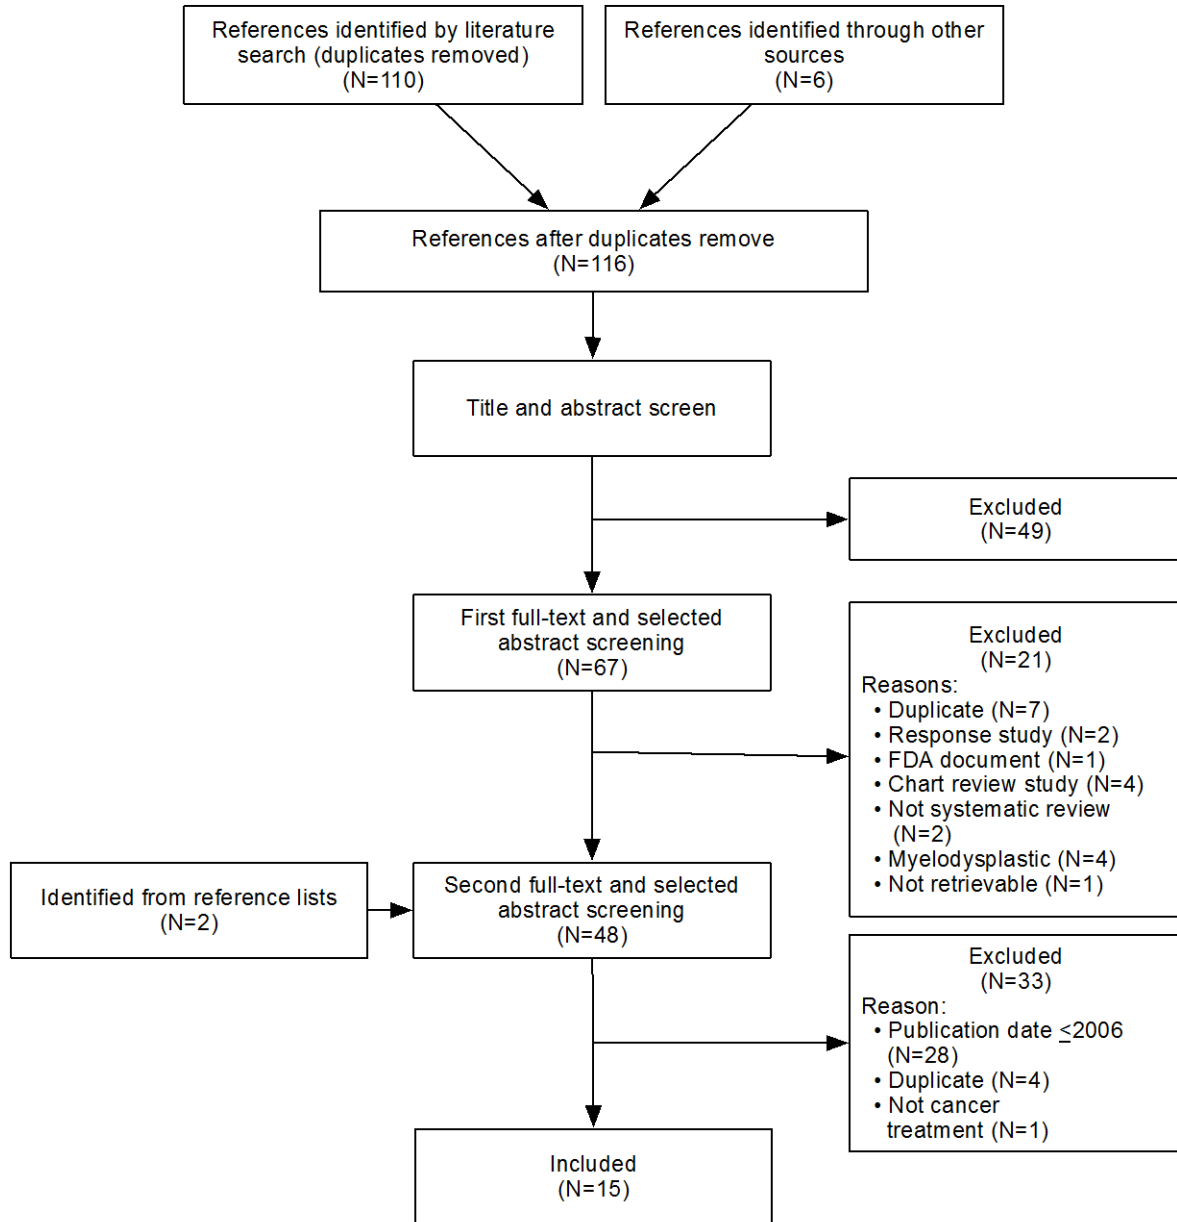 References identified by literature
search (duplicates removed)
(N=110)
References identified through other
sources
(N=6)
References after duplicates remove
(N=116)
Title and abstract screen
Excluded
(N=49)
First full-text and selected
abstract screening
(N=67)
Excluded
(N=21)
Reasons:
• Duplicate (N=7)
• Response study (N=2)
• FDA document (N=1)
• Chart review study (N=4)
• Not systematic review
(N=2)
• Myelodysplastic (N=4)
• Not retrievable (N=1)
Identified from reference lists
(N=2)
Second full-text and selected
abstract screening
(N=48)
Excluded
(N=33)
Reason:
• Publication date ≤2006
(N=28)
• Duplicate (N=4)
• Not cancer
treatment (N=1)
Included
(N=15)